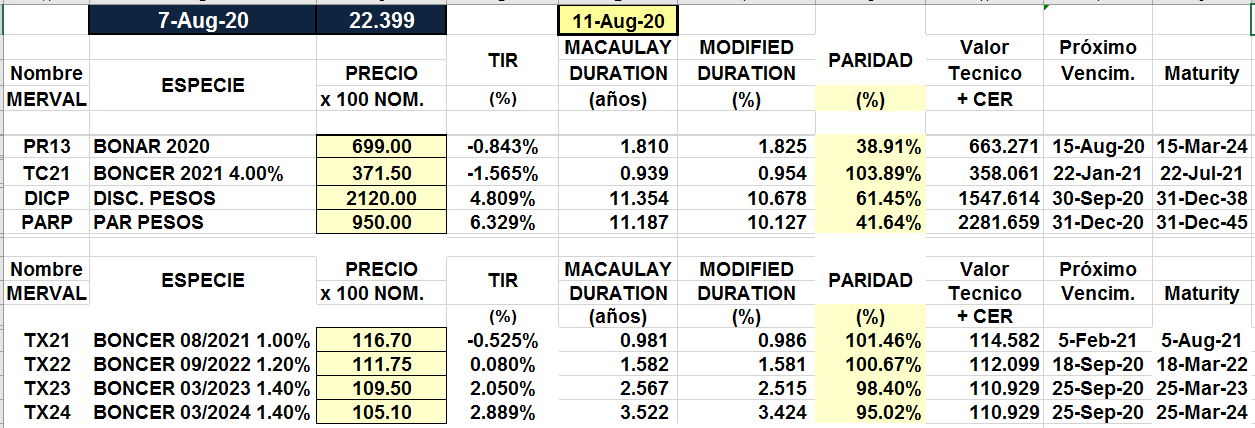 7-Aug-20 22.399 11-Aug-20
MACAULAY MODIFIED Valor Próximo
TIR PARIDAD
Nombre PRECIO DURATION DURATION Tecnico Vencim. Maturity
ESPECIE
MERVAL x 100 NOM. (%) (años) (%) (%) + CER
PR13 BONAR 2020 699.00 -0.843% 1.810 1.825 38.91% 663.271 15-Aug-20 15-Mar-24
TC21 BONCER 2021 4.00% 371.50 -1.565% 0.939 0.954 103.89% 358.061 22-Jan-21 22-Jul-21
DICP DISC. PESOS 2120.00 4.809% 11.354 10.678 61.45% 1547.614 30-Sep-20 31-Dec-38
PARP PAR PESOS 950.00 6.329% 11.187 10.127 41.64% 2281.659 31-Dec-20 31-Dec-45
Nombre PRECIO MACAULAY MODIFIED Valor Próximo
ESPECIE TIR PARIDAD
MERVAL x 100 NOM. DURATION DURATION Tecnico Vencim. Maturity
(%) (años) (%) (%) + CER
TX21 BONCER 08/2021 1.00% 116.70 -0.525% 0.981 0.986 101.46% 114.582 5-Feb-21 5-Aug-21
TX22 BONCER 09/2022 1.20% 111.75 0.080% 1.582 1.581 100.67% 112.099 18-Sep-20 18-Mar-22
TX23 BONCER 03/2023 1.40% 109.50 2.050% 2.567 2.515 98.40% 110.929 25-Sep-20 25-Mar-23
TX24 BONCER 03/2024 1.40% 105.10 2.889% 3.522 3.424 95.02% 110.929 25-Sep-20 25-Mar-24